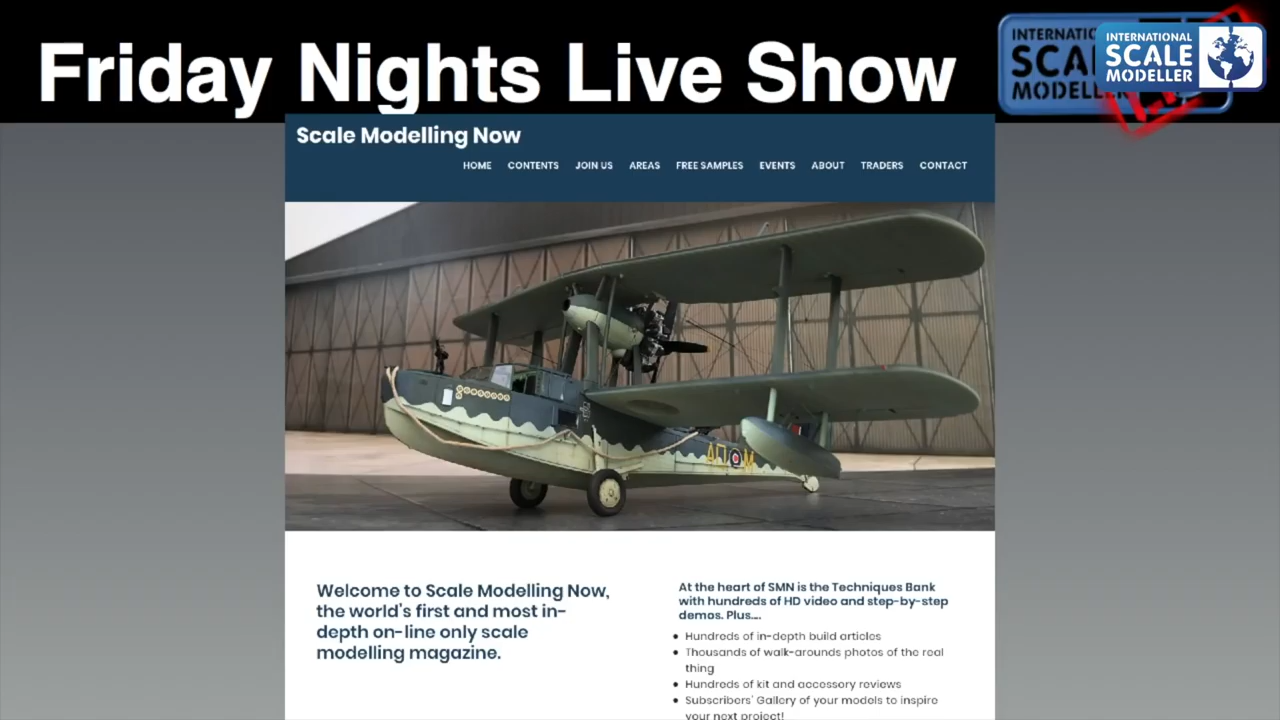 Friday Nights Live Show
INTERNATIONAL
SCALE
MODELLER
Scale Modelling Now
HOME CONTENTS JOIN US AREAS FREE SAMPLES EVENTS ABOUT TRADERS CONTACT
Welcome to Scale Modelling Now,
the world's first and most in-
depth on-line only scale
modelling magazine.
At the heart of SMN is the Techniques Bank
with hundreds of HD video and step-by-step
demos. Plus....
Hundreds of in-depth build articles
Thousands of walk-arounds photos of the real
thing
Hundreds of kit and accessory reviews
Subscribers' Gallery of your models to inspire
your next project!